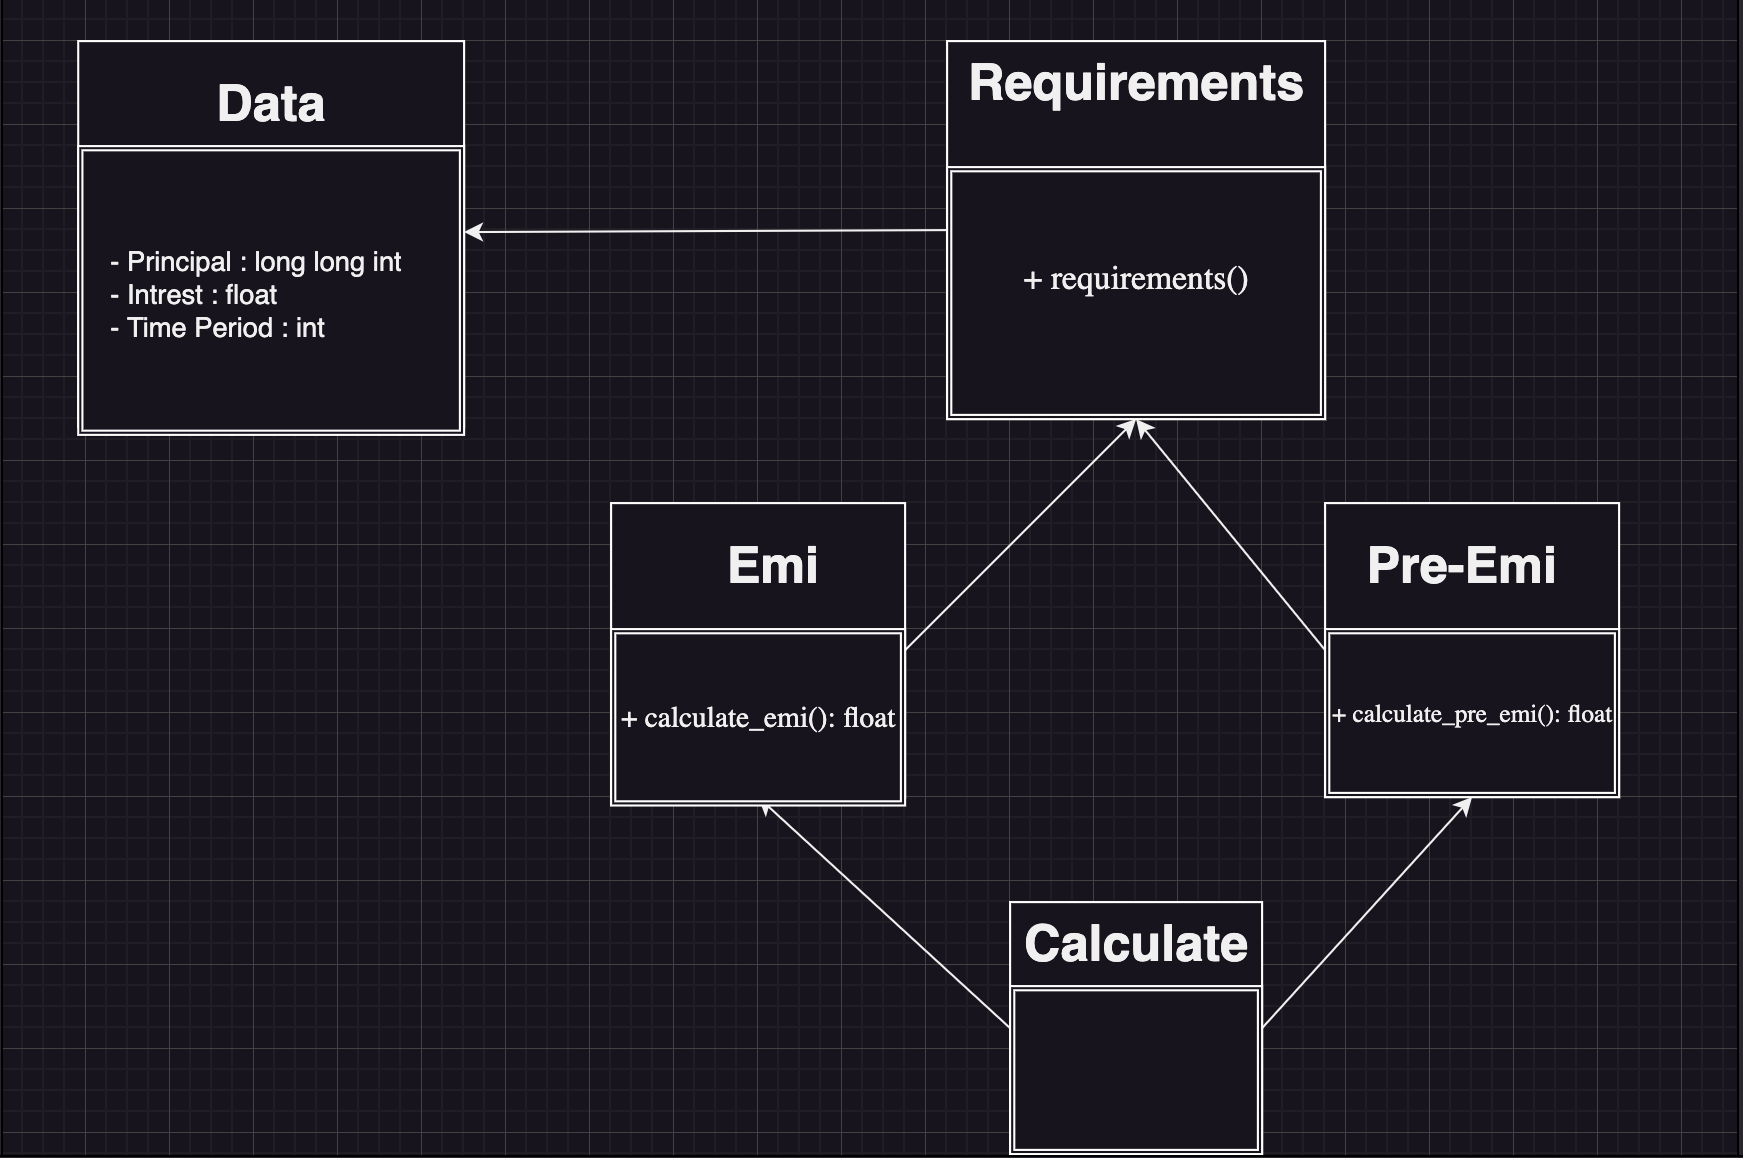 Data
- Principal : long long int
- Intrest : float
- Time Period : int
Requirements
+ requirements()
Emi
+ calculate_emi(): float
Pre-Emi
+ calculate_pre_emi(): float
Calculate